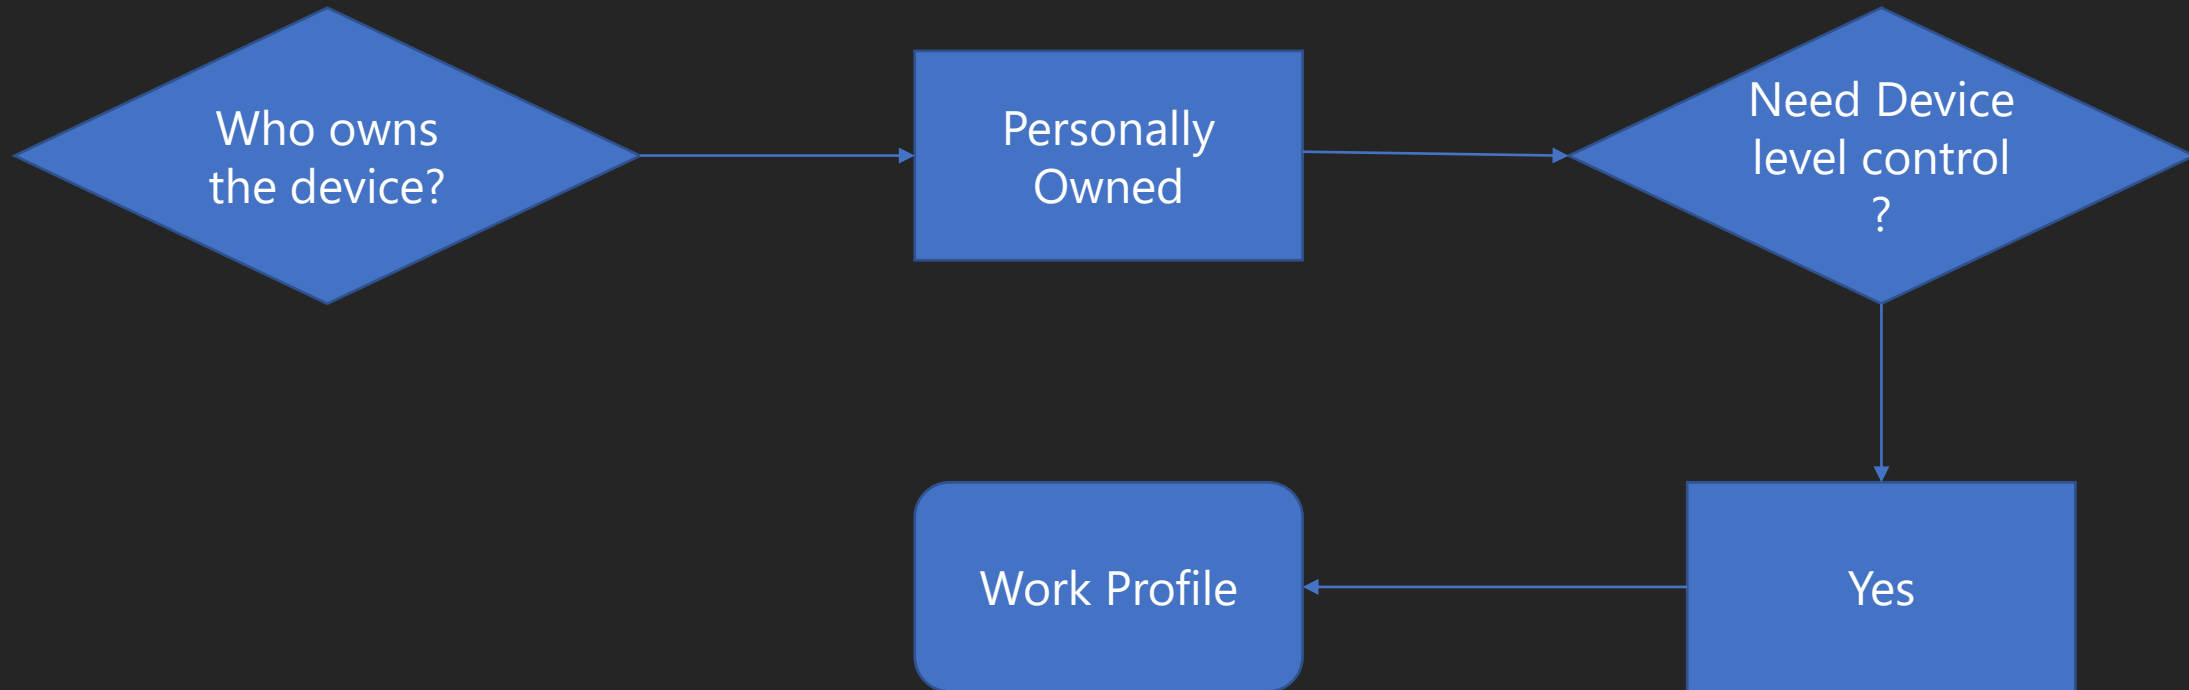 Who owns
the device?
Personally
Owned
Need Device
level control
?
Work Profile
Yes